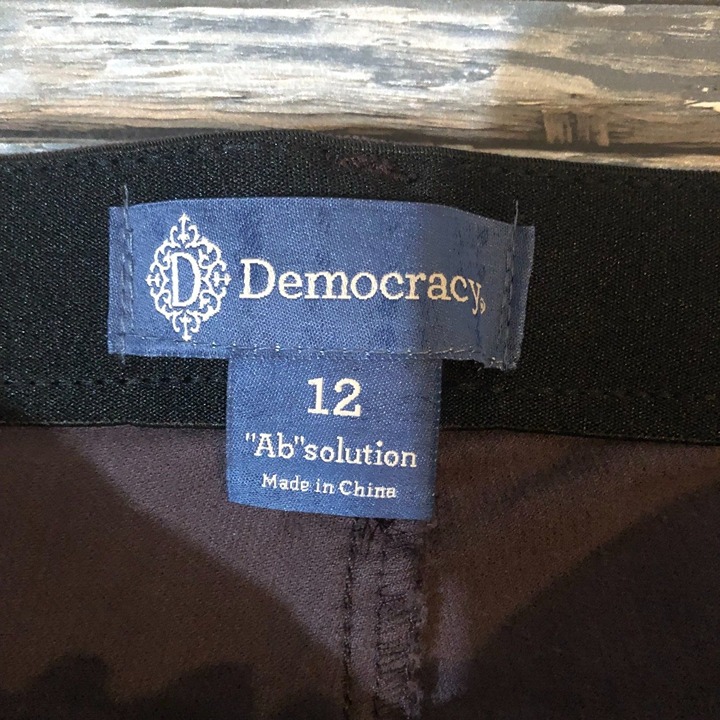 D Democracy®
12
"Ab"solution
Made in China